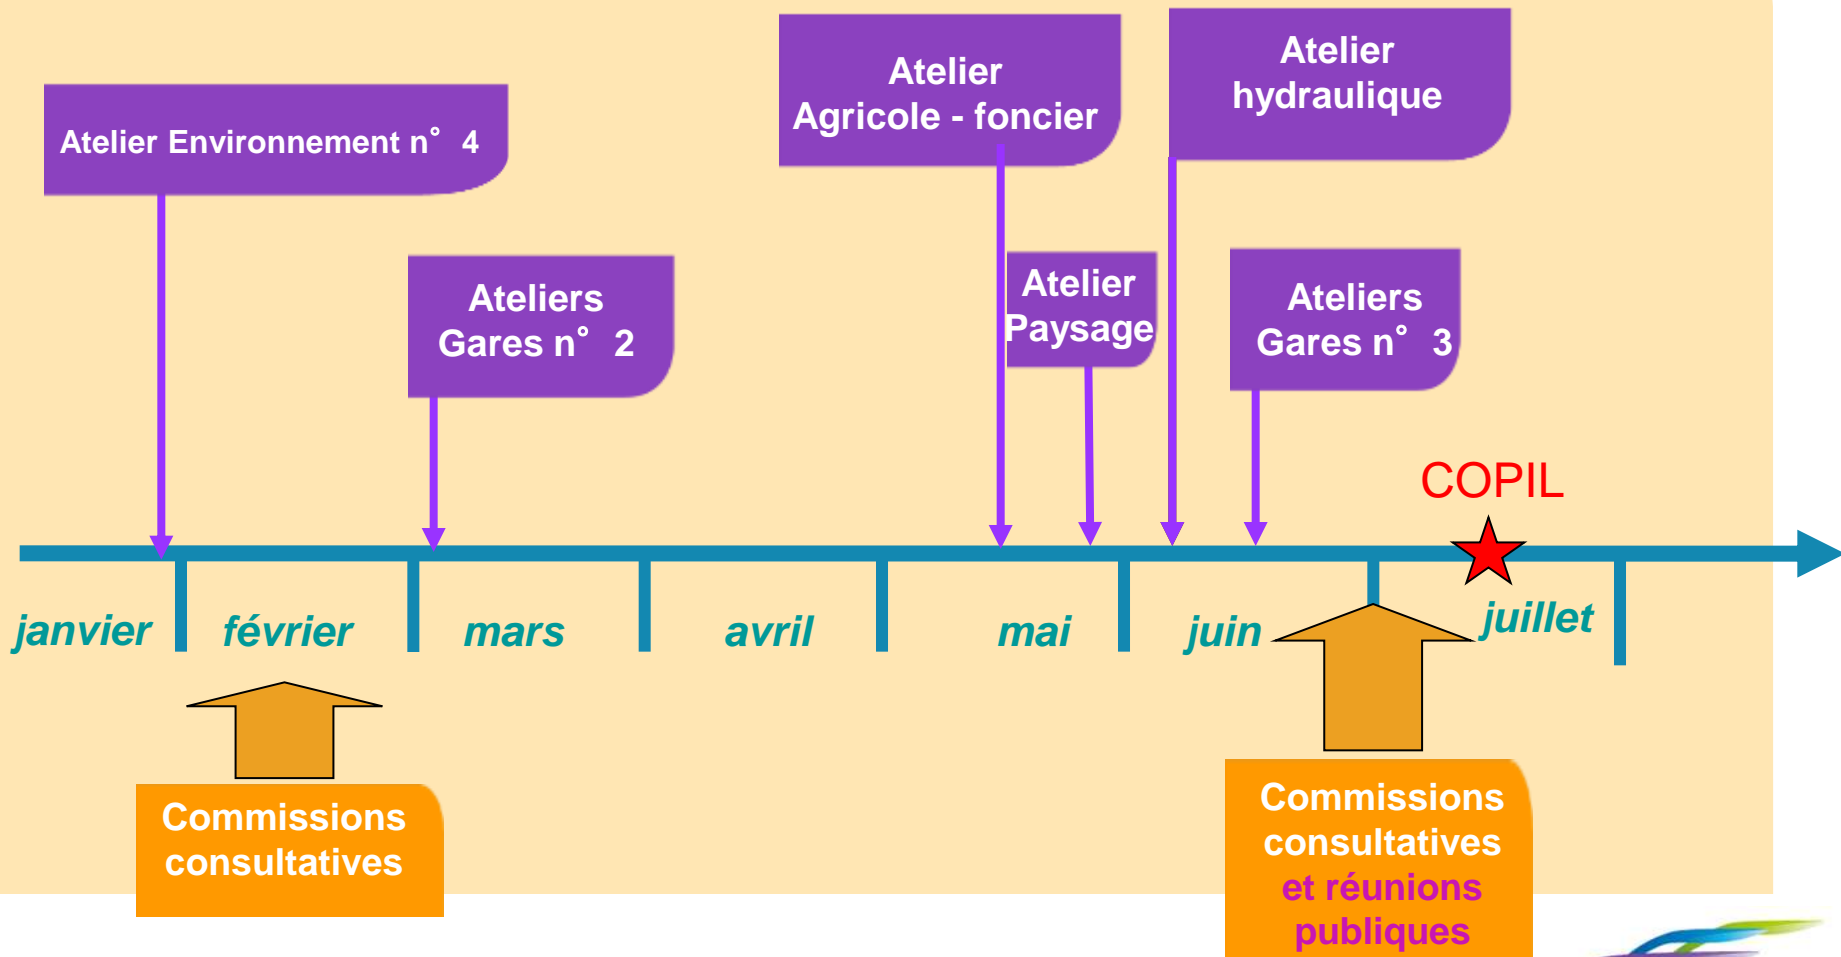 Atelier Environnement n° 4
Atelier
Agricole - foncier
Atelier
hydraulique
Ateliers
Gares n° 2
Atelier
Paysage
Ateliers
Gares n° 3
COPIL
janvier
février
mars
avril
mai
juin
juillet
Commissions
consultatives
Commissions
consultatives
et réunions
publiques